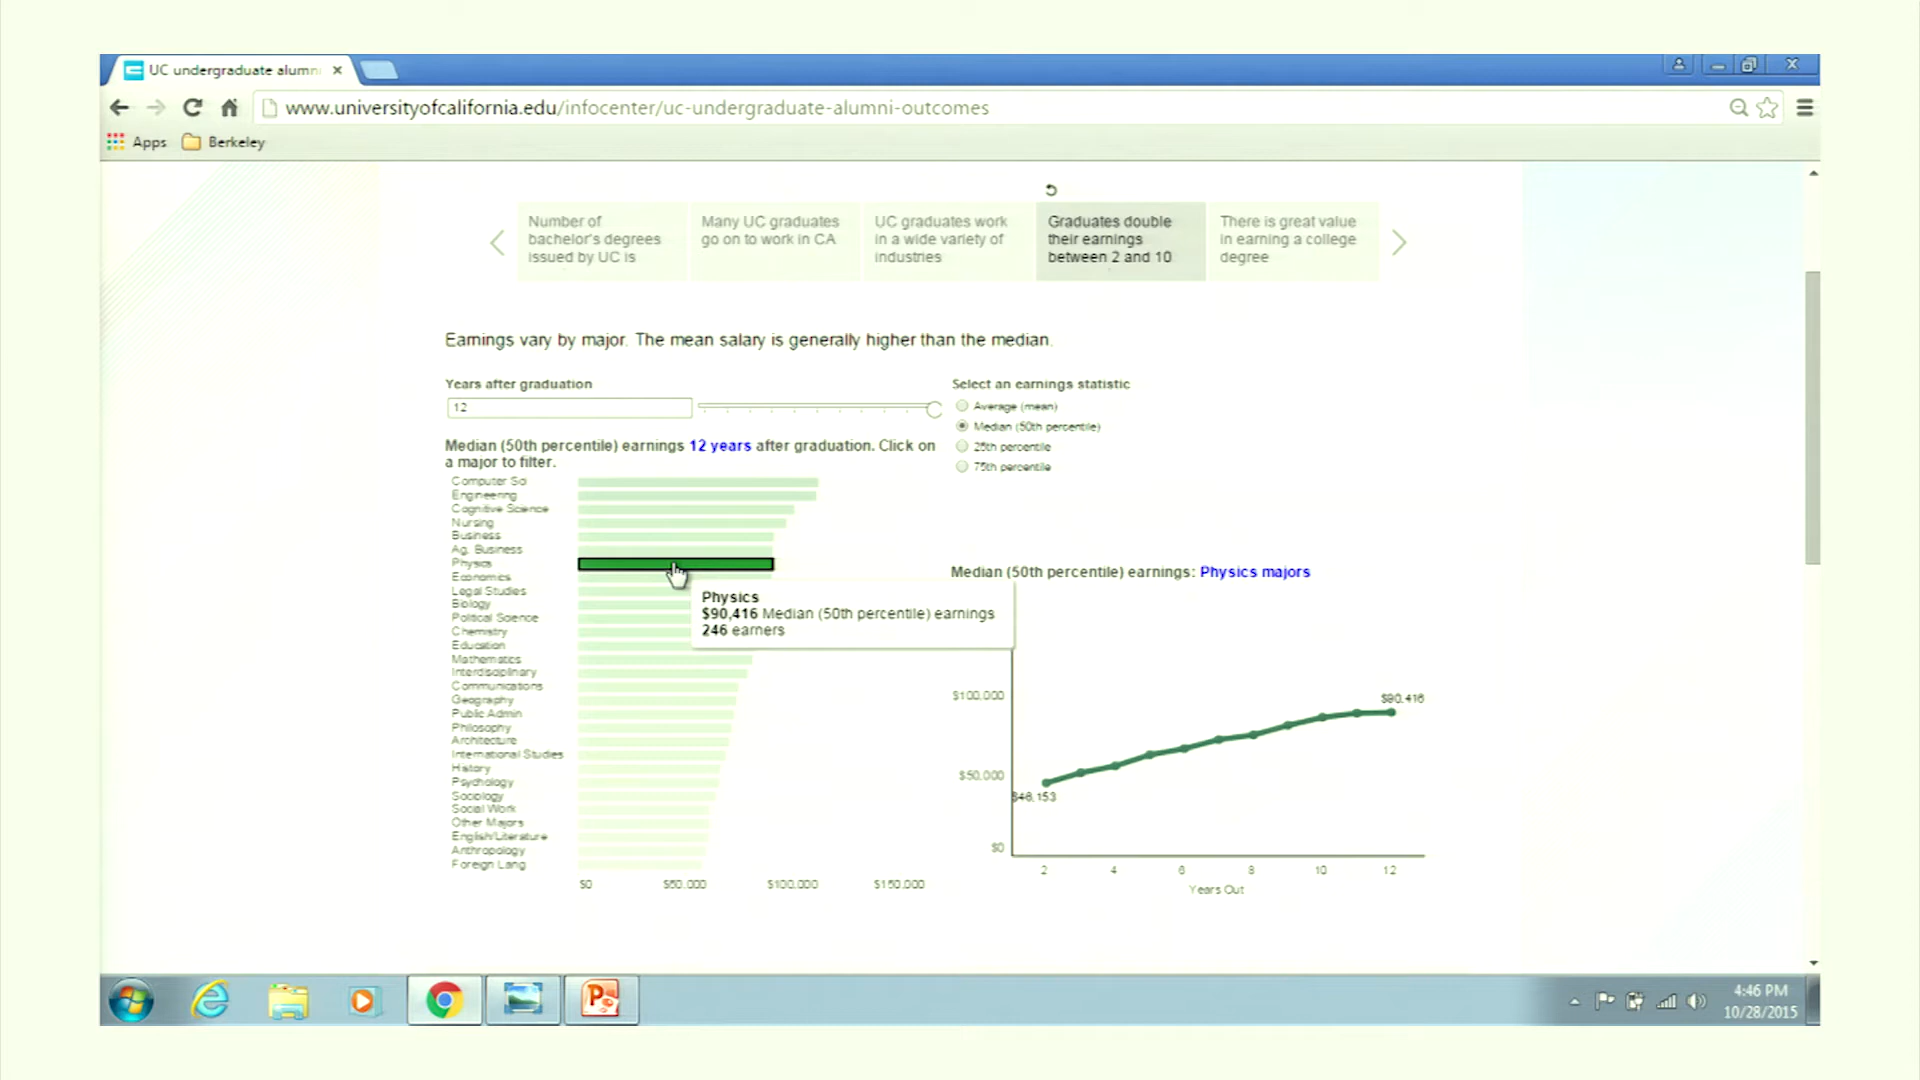 UC undergraduate alumni
www.universityofcalifornia.edu/infocenter/uc-undergraduate-alumni-outcomes
Apps
Berkeley
Number of
bachelor's degrees
issued by UC is
Many UC graduates
go on to work in CA
UC graduates work
in a wide variety of
industries
Graduates double
their earnings
between 2 and 10
There is great value
in earning a college
degree
Earnings vary by major. The mean salary is generally higher than the median.
Years after graduation
12
Select an earnings statistic
Average (mean)
Median (50th percentile)
25th percentile
75th percentile
Median (50th percentile) earnings 12 years after graduation. Click on
a major to filter.
Computer Sci
Engineering
Cognitive Science
Nursing
Business
Ag. Business
Physics
Economics
Legal Studies
Biology
Political Science
Chemistry
Education
Mathematics
Interdisciplinary
Communications
Geography
Public Admin
Philosophy
Architecture
International Studies
History
Psychology
Sociology
Social Work
Other Majors
English/Literature
Anthropology
Foreign Lang
$0 $50,000 $100,000 $150,000
Physics
$90,416 Median (50th percentile) earnings
246 earners
Median (50th percentile) earnings: Physics majors
$100,000
$50,000
$0
$90,416
$46,153
2 4 6 8 10 12
Years Out
4:46 PM
10/28/2015